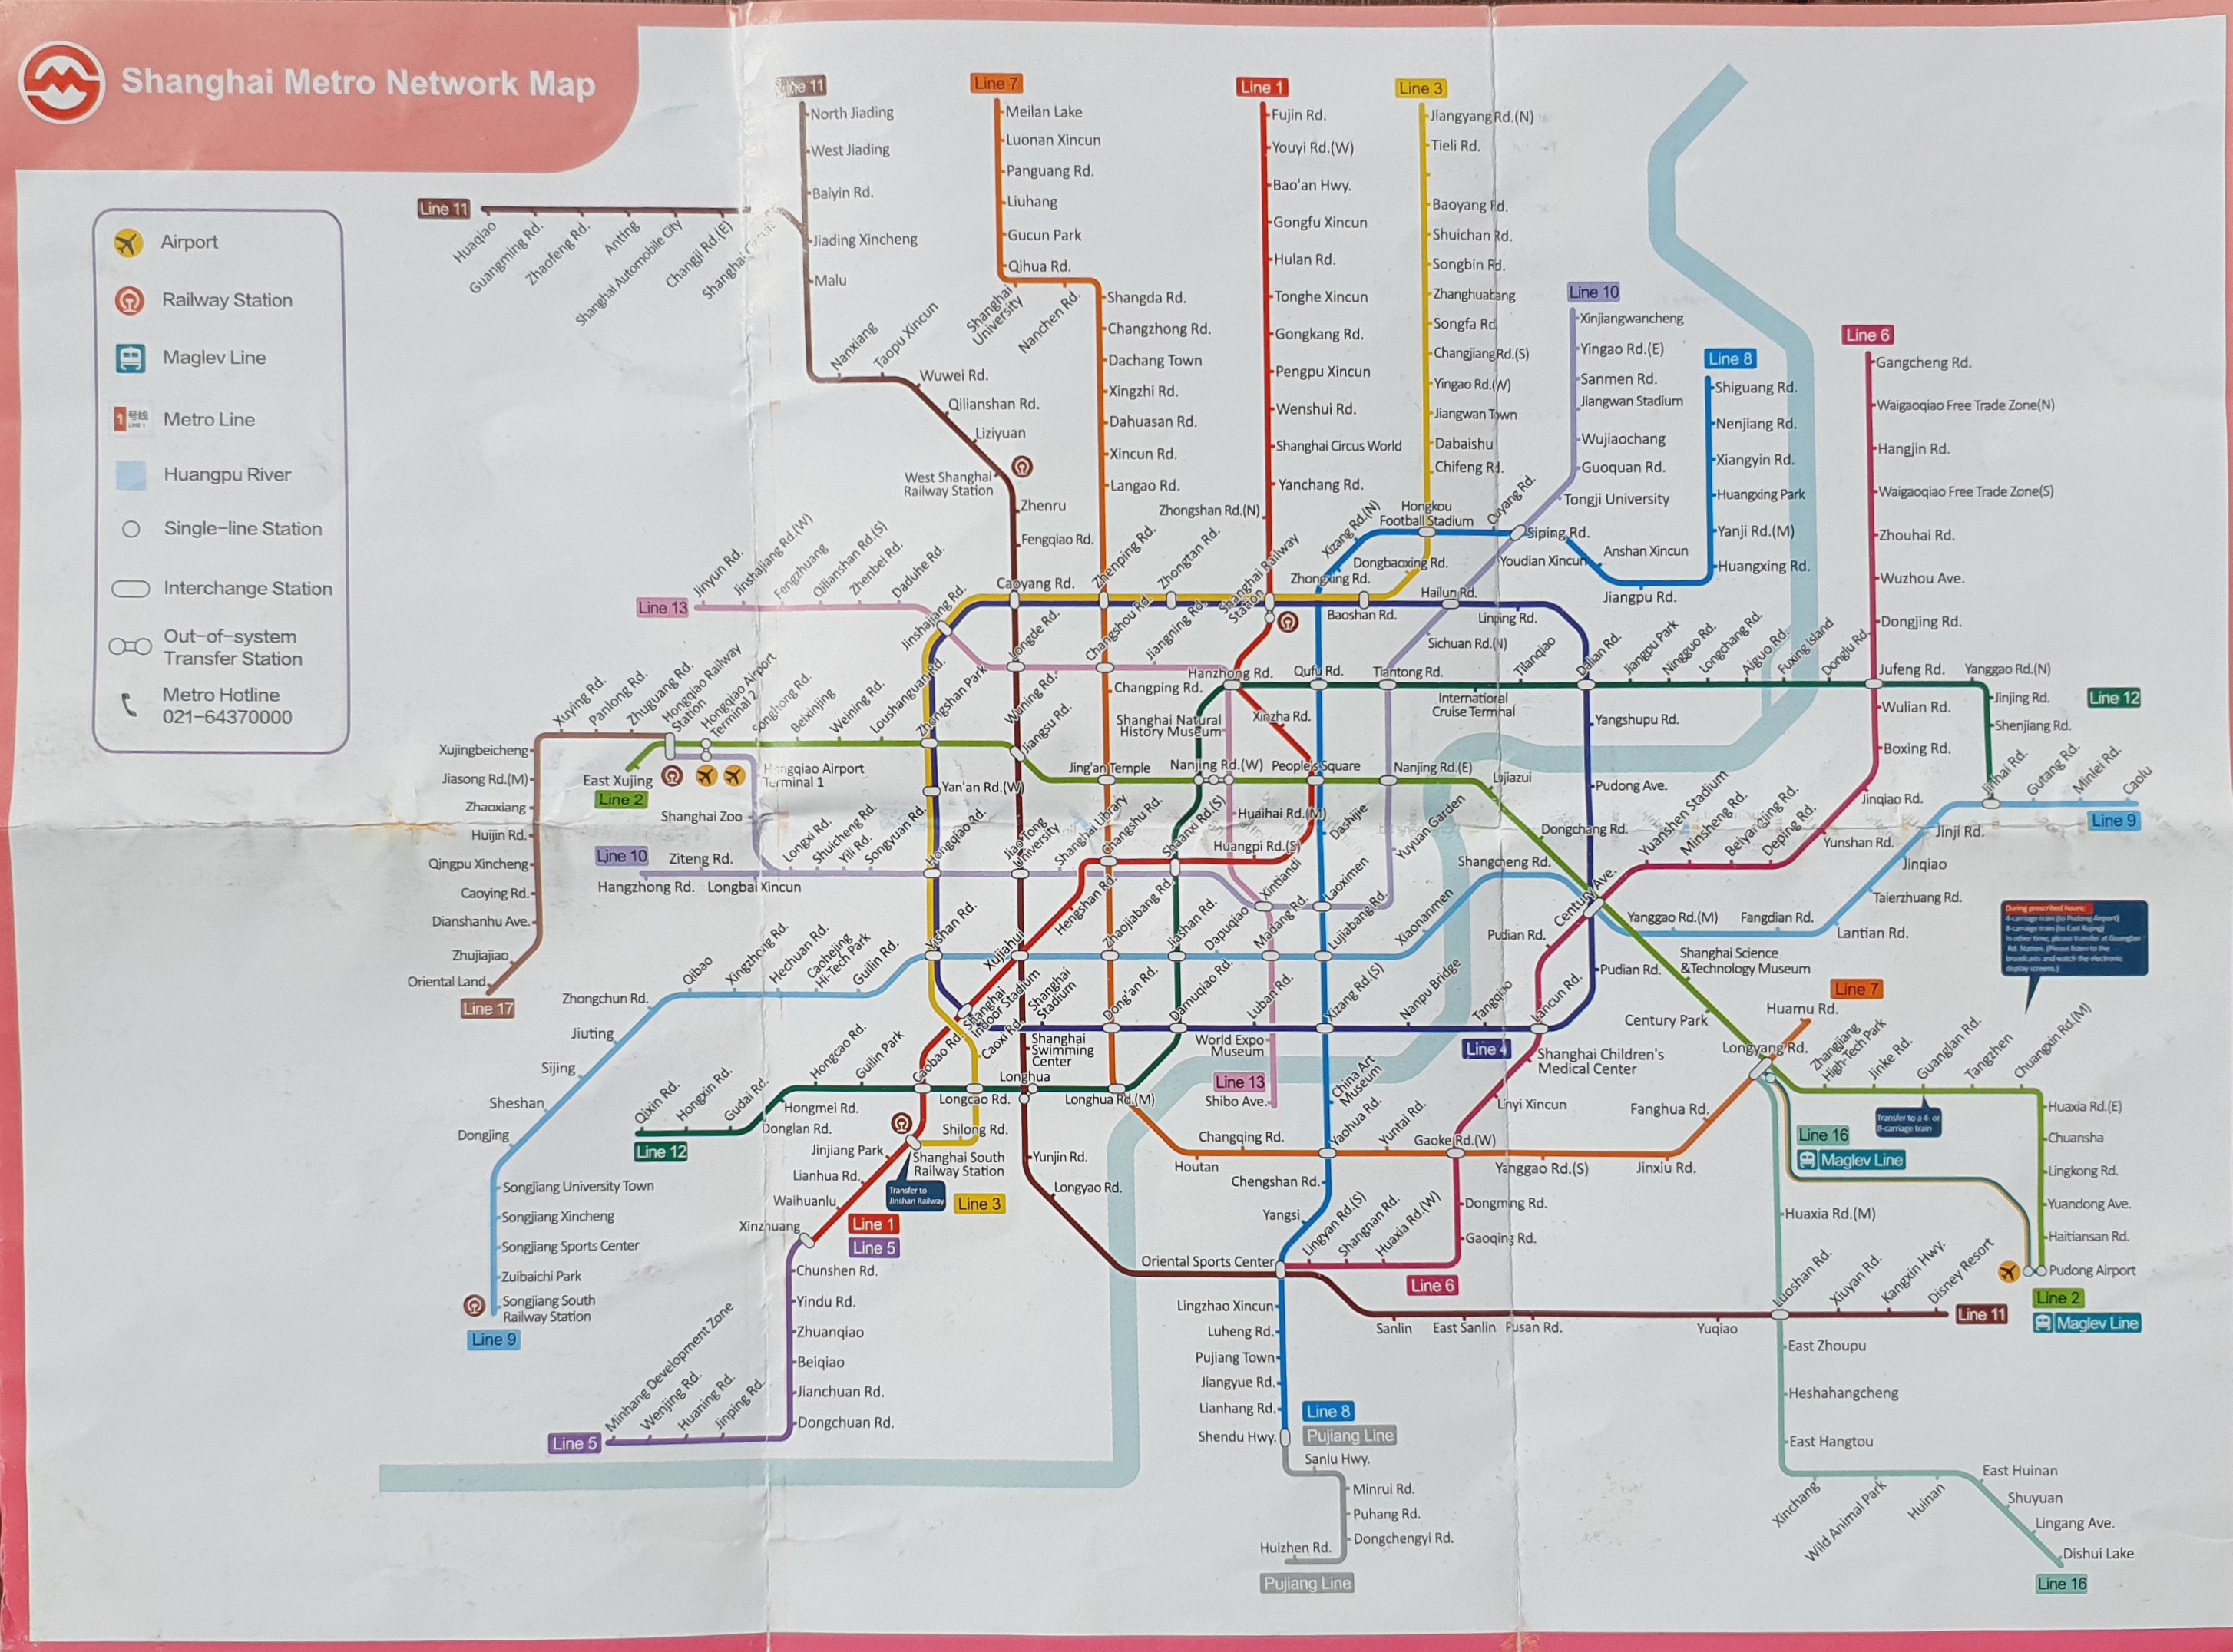 Shanghai Metro Network Map
Airport
Railway Station
Maglev Line
Metro Line
Huangpu River
Single-line Station
Interchange Station
Out-of-system
Transfer Station
Metro Hotline
021-64370000
Line 11
North Jiading
West Jiading
Baiyin Rd.
Jiading Xincheng
Malu
Line 11
Huaqiao
Guangming Rd.
Zhaofeng Rd.
Anting
Shanghai Automobile City
Changji Rd.(E)
Nanxiang
Taopu Xincun
Wuwei Rd.
Qilianshan Rd.
Liziyuan
West Shanghai
Railway Station
Zhenru
Fengqiao Rd.
Line 7
Meilan Lake
Luonan Xincun
Panguang Rd.
Liuhang
Gucun Park
Qihua Rd.
Shanghai
University
Nanchen Rd.
Shangda Rd.
Changzhong Rd.
Dachang Town
Xingzhi Rd.
Dahuasan Rd.
Xincun Rd.
Langao Rd.
Line 1
Fujin Rd.
Youyi Rd.(W)
Bao'an Hwy.
Gongfu Xincun
Hulan Rd.
Tonghe Xincun
Gongkang Rd.
Pengpu Xincun
Wenshui Rd.
Shanghai Circus World
Yanchang Rd.
Zhongshan Rd.(N)
Line 3
Jiangyang Rd.(N)
Tieli Rd.
Baoyang Rd.
Shuichan Rd.
Songbin Rd.
Zhanghuabang
Songfa Rd.
Changjiang Rd.(S)
Yingao Rd.(W)
Jiangwan Town
Dabaishu
Chifeng Rd.
Hongkou
Football Stadium
Dongbaoxing Rd.
Line 10
Xinjiangwancheng
Yingao Rd.(E)
Sanmen Rd.
Jiangwan Stadium
Wujiaochang
Guoquan Rd.
Tongji University
Siping Rd.
Ouyang Rd.
Youdian Xincun
Hailun Rd.
Line 8
Shiguang Rd.
Nenjiang Rd.
Xiangyin Rd.
Huangxing Park
Yanji Rd.(M)
Huangxing Rd.
Jiangpu Rd.
Anshan Xincun
Xizang Rd.(N)
Zhongxing Rd.
Line 6
Gangcheng Rd.
Waigaoqiao Free Trade Zone(N)
Hangjin Rd.
Waigaoqiao Free Trade Zone(S)
Zhouhai Rd.
Wuzhou Ave.
Dongjing Rd.
Jufeng Rd.
Wulian Rd.
Boxing Rd.
Jinqiao Rd.
Yunshan Rd.
Line 13
Jinyun Rd.
Jinshajiang Rd.(W)
Fengzhuang
Qilianshan Rd.(S)
Zhenbei Rd.
Daduhe Rd.
Jinshajiang Rd.
Caoyang Rd.
Zhenping Rd.
Zhongtan Rd.
Shanghai Railway
Station
Baoshan Rd.
Linping Rd.
Longde Rd.
Changshou Rd.
Jiangning Rd.
Hanzhong Rd.
Qufu Rd.
Tiantong Rd.
Sichuan Rd.(N)
International
Cruise Terminal
Tilanqiao
Dalian Rd.
Jiangpu Park
Ningguo Rd.
Longchang Rd.
Aiguo Rd.
Fuxing Island
Donglu Rd.
Yanggao Rd.(N)
Jinjing Rd.
Shenjiang Rd.
Line 12
Jinhai Rd.
Gutang Rd.
Minlei Rd.
Caolu
Line 9
Jinji Rd.
Jinqiao
Taierzhuang Rd.
Lantian Rd.
Fangdian Rd.
Yanggao Rd.(M)
Xuying Rd.
Panlong Rd.
Zhuguang Rd.
Hongqiao Railway
Station
Hongqiao Airport
Terminal 2
Songhong Rd.
Beixinjing
Weining Rd.
Loushanguan Rd.
Zhongshan Park
Wuning Rd.
Jiangsu Rd.
Changping Rd.
Shanghai Natural
History Museum
Xinzha Rd.
Jing'an Temple
Nanjing Rd.(W)
People's Square
Nanjing Rd.(E)
Lujiazui
Yangshupu Rd.
Pudong Ave.
Dongchang Rd.
Xujingbeicheng
Jiasong Rd.(M)
Zhaoxiang
Huijin Rd.
Qingpu Xincheng
Caoying Rd.
Dianshanhu Ave.
Zhujiajiao
Oriental Land
Line 17
East Xujing
Line 2
Hongqiao Airport
Terminal 1
Shanghai Zoo
Line 10
Ziteng Rd.
Hangzhong Rd.
Longbai Xincun
Longxi Rd.
Shuicheng Rd.
Yili Rd.
Songyuan Rd.
Yan'an Rd.(W)
Hongqiao Rd.
JiaoTong
University
Shanghai Library
Changshu Rd.
Shanxi Rd.(S)
Huaihai Rd.(M)
Huangpi Rd.(S)
Dashijie
Yuyuan Garden
Xintiandi
Laoximen
Hengshan Rd.
Zhaojiabang Rd.
Jiashan Rd.
Dapuqiao
Madang Rd.
Lujiabang Rd.
Xiaonanmen
Shangcheng Rd.
Century Ave.
Yuanshen Stadium
Minsheng Rd.
Beiyangjing Rd.
Deping Rd.
Yishan Rd.
Xujiahui
Zhongchun Rd.
Qibao
Xingzhong Rd.
Hechuan Rd.
Caohejing
Hi-Tech Park
Guilin Rd.
Jiuting
Sijing
Sheshan
Dongjing
Songjiang University Town
Songjiang Xincheng
Songjiang Sports Center
Zuibaichi Park
Songjiang South
Railway Station
Line 9
Shanghai
Indoor Stadium
Shanghai
Stadium
Caoxi Rd.
Dong'an Rd.
Damuqiao Rd.
Luban Rd.
Xizang Rd.(S)
Nanpu Bridge
Tangqiao
Lancun Rd.
Pudian Rd.
Pudian Rd.
Line 4
Shanghai Science
&Technology Museum
Century Park
Shanghai Children's
Medical Center
Linyi Xincun
World Expo
Museum
Line 13
Shibo Ave.
Shanghai
Swimming
Center
Caobao Rd.
Longhua
Longcao Rd.
Longhua Rd.(M)
Qixin Rd.
Hongxin Rd.
Gudai Rd.
Donglan Rd.
Hongmei Rd.
Hongcao Rd.
Guilin Park
Line 12
Shilong Rd.
Shanghai South
Railway Station
Transfer to
Jinshan Railway
Line 3
Jinjiang Park
Lianhua Rd.
Waihuanlu
Xinzhuang
Line 1
Line 5
Chunshen Rd.
Yindu Rd.
Zhuanqiao
Beiqiao
Jianchuan Rd.
Dongchuan Rd.
Line 5
Minhang Development Zone
Wenjing Rd.
Huaning Rd.
Jinping Rd.
Yunjin Rd.
Longyao Rd.
Houtan
Changqing Rd.
China Art
Museum
Yaohua Rd.
Yuntai Rd.
Gaoke Rd.(W)
Yanggao Rd.(S)
Jinxiu Rd.
Fanghua Rd.
Longyang Rd.
Huamu Rd.
Line 7
Chengshan Rd.
Yangsi
Oriental Sports Center
Lingyan Rd.(S)
Shangnan Rd.
Huaxia Rd.(W)
Gaoqing Rd.
Dongming Rd.
Line 6
Sanlin
East Sanlin
Pusan Rd.
Yuqiao
Luoshan Rd.
Xiuyan Rd.
Kangxin Hwy.
Disney Resort
Line 11
Lingzhao Xincun
Luheng Rd.
Pujiang Town
Jiangyue Rd.
Lianhang Rd.
Shendu Hwy.
Line 8
Pujiang Line
Sanlu Hwy.
Minrui Rd.
Puhang Rd.
Dongchengyi Rd.
Huizhen Rd.
Pujiang Line
During prescribed hours:
4-carriage train (to Pudong Airport)
Zhangjiang
High-Tech Park
Jinke Rd.
Guanglan Rd.
Tangzhen
Chuangxin Rd.(M)
Transfer to a 4- or
8-carriage train
Huaxia Rd.(E)
Chuansha
Lingkong Rd.
Yuandong Ave.
Haitiansan Rd.
Pudong Airport
Line 2
Maglev Line
Line 16
Maglev Line
Huaxia Rd.(M)
East Zhoupu
Heshahangcheng
East Hangtou
Xinchang
Wild Animal Park
Huinan
East Huinan
Shuyuan
Lingang Ave.
Dishui Lake
Line 16